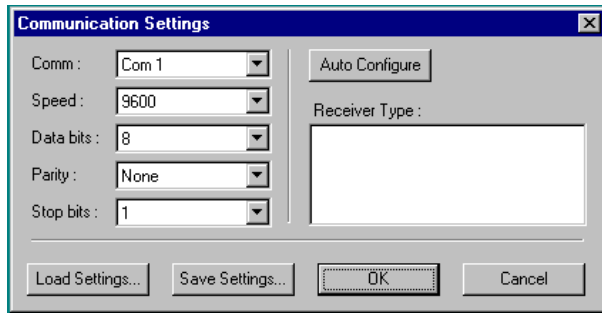 Communication Settings
Comm : Com 1
Speed : 9600
Data bits : 8
Parity : None
Stop bits : 1
Auto Configure
Receiver Type :
Load Settings... Save Settings... OK Cancel